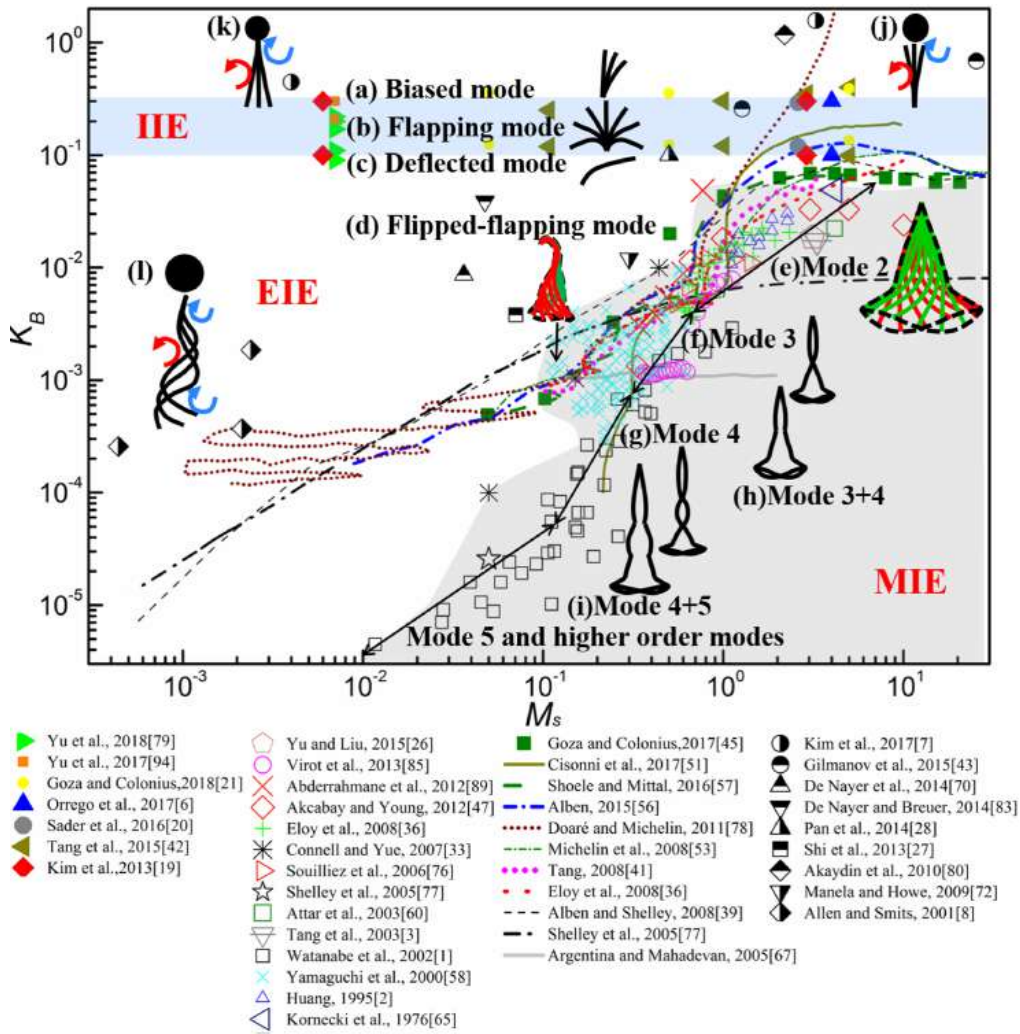 (k)
(j)
10^0
(a) Biased mode
IIE
(b) Flapping mode
10^-1
(c) Deflected mode
(d) Flipped-flapping mode
10^-2
(l)
EIE
(e)Mode 2
K_B
(f)Mode 3
10^-3
(g)Mode 4
10^-4
(h)Mode 3+4
MIE
10^-5
(i)Mode 4+5
Mode 5 and higher order modes
10^-3 10^-2 10^-1 10^0 10^1
M_s
Yu et al., 2018[79]
Yu et al., 2017[94]
Goza and Colonius,2018[21]
Orrego et al., 2017[6]
Sader et al., 2016[20]
Tang et al., 2015[42]
Kim et al.,2013[19]
Yu and Liu, 2015[26]
Virot et al., 2013[85]
Abderrahmane et al., 2012[89]
Akcabay and Young, 2012[47]
Eloy et al., 2008[36]
Connell and Yue, 2007[33]
Souilliez et al., 2006[76]
Shelley et al., 2005[77]
Attar et al., 2003[60]
Tang et al., 2003[3]
Watanabe et al., 2002[1]
Yamaguchi et al., 2000[58]
Huang, 1995[2]
Kornecki et al., 1976[65]
Goza and Colonius,2017[45]
Cisonni et al., 2017[51]
Shoele and Mittal, 2016[57]
Alben, 2015[56]
Doaré and Michelin, 2011[78]
Michelin et al., 2008[53]
Tang, 2008[41]
Eloy et al., 2008[36]
Alben and Shelley, 2008[39]
Shelley et al., 2005[77]
Argentina and Mahadevan, 2005[67]
Kim et al., 2017[7]
Gilmanov et al., 2015[43]
De Nayer et al., 2014[70]
De Nayer and Breuer, 2014[83]
Pan et al., 2014[28]
Shi et al., 2013[27]
Akaydin et al., 2010[80]
Manela and Howe, 2009[72]
Allen and Smits, 2001[8]